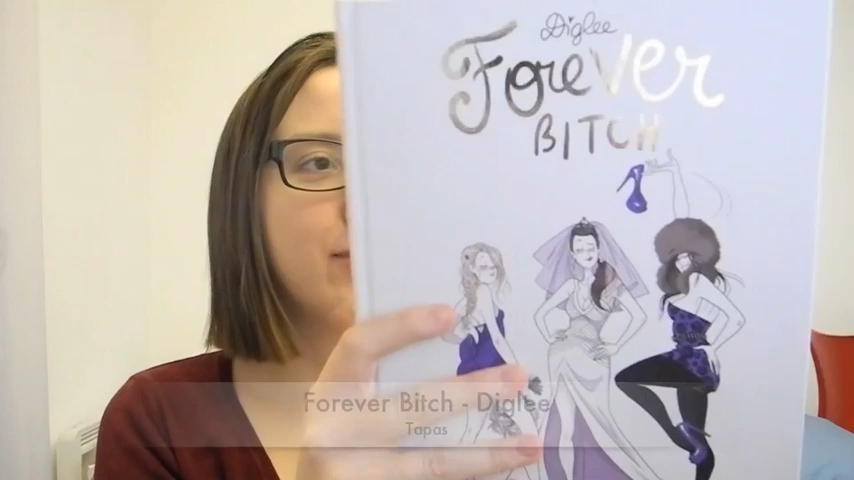 Diglee
Forever
BITCH
Forever Bitch - Diglee
Tapas